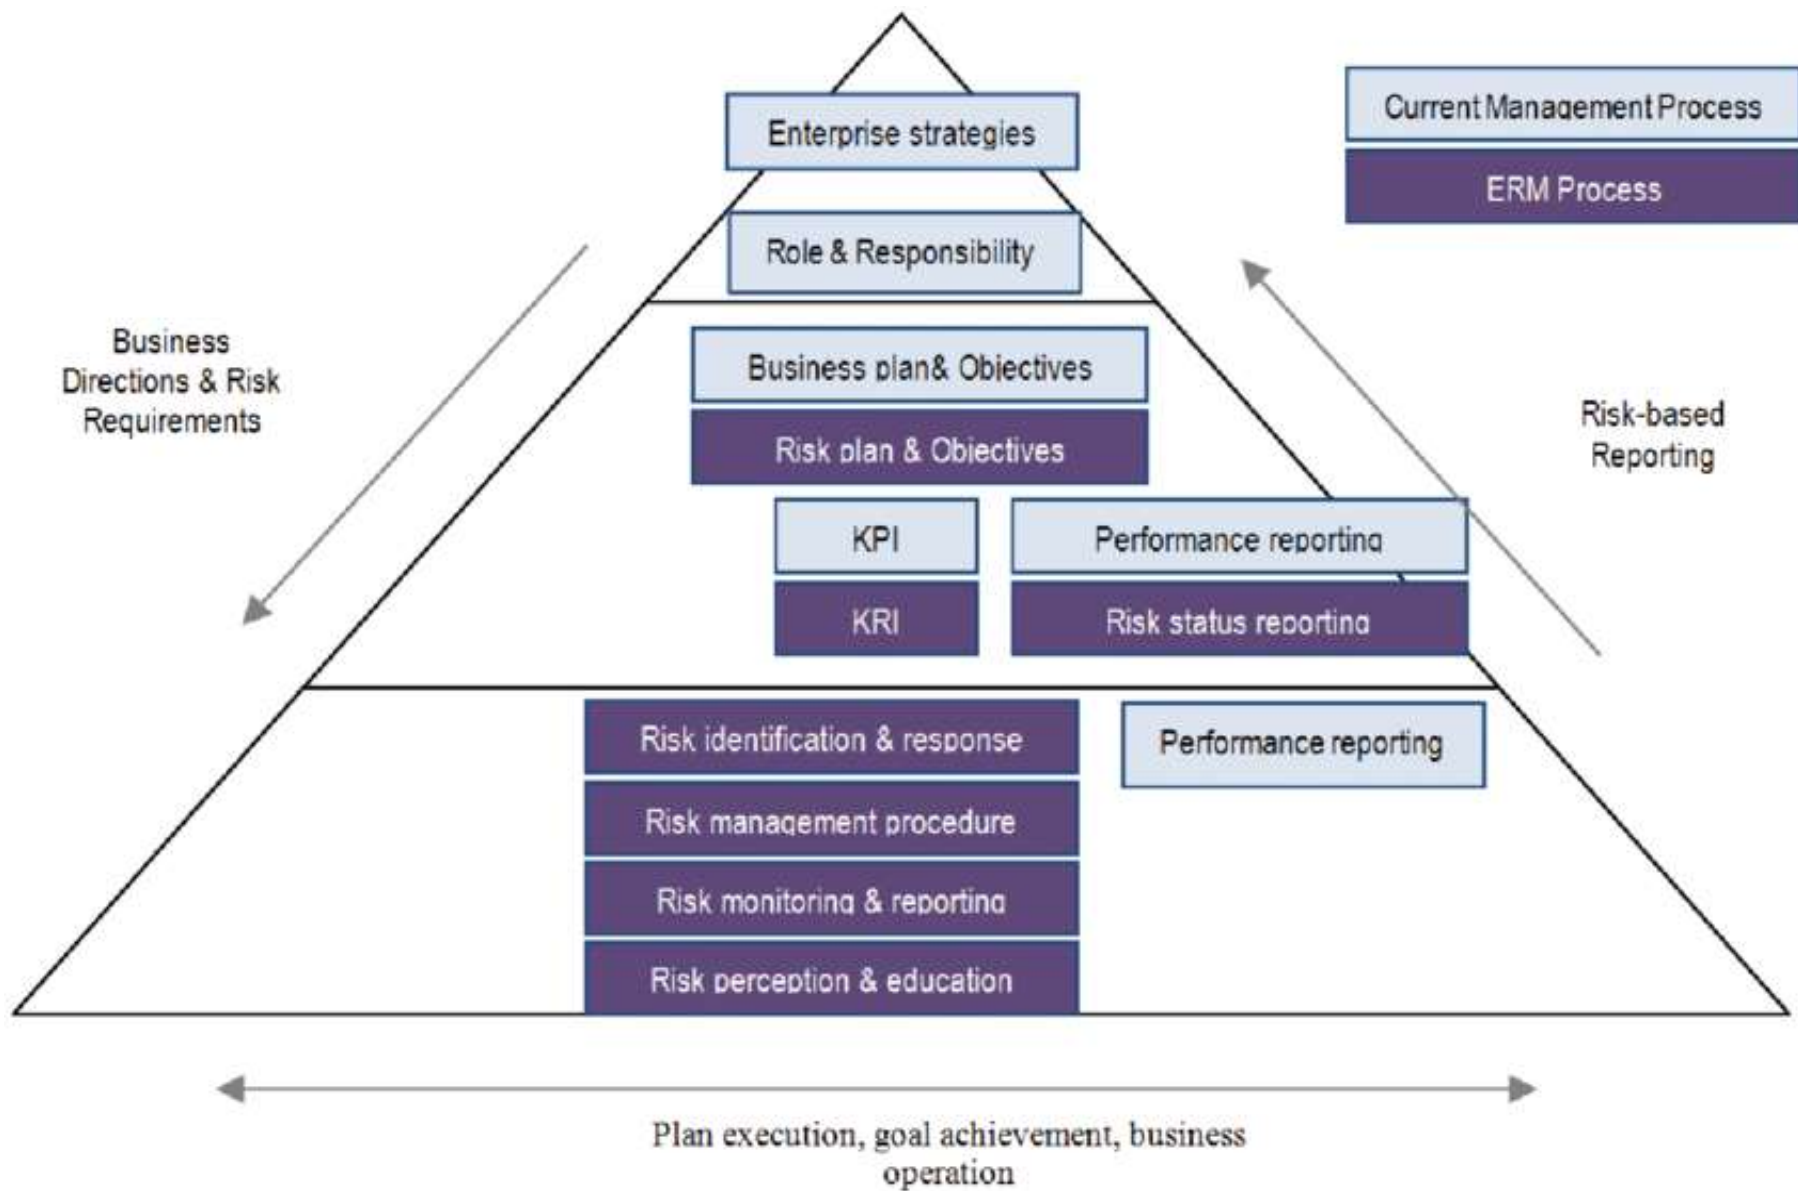 Enterprise strategies
Current Management Process
ERM Process
Role & Responsibility
Business
Directions & Risk
Requirements
Business plan& Objectives
Risk plan & Objectives
Risk-based
Reporting
KPI
Performance reporting
KRI
Risk status reporting
Risk identification & response
Performance reporting
Risk management procedure
Risk monitoring & reporting
Risk perception & education
Plan execution, goal achievement, business
operation